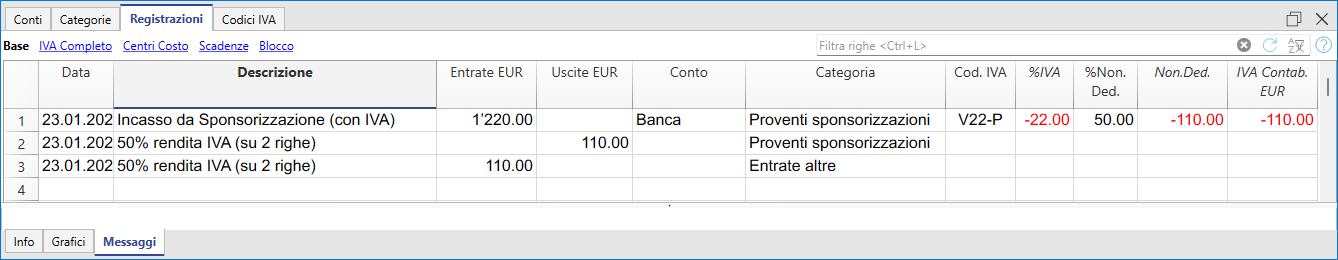 Conti Categorie Registrazioni Codici IVA
Base IVA Completo Centri Costo Scadenze Blocco Filtra righe <Ctrl+L>
Data Descrizione Entrate EUR Uscite EUR Conto Categoria Cod. IVA %IVA %Non. Ded. Non.Ded. IVA Contab. EUR
1 23.01.202 Incasso da Sponsorizzazione (con IVA) 1'220.00 Banca Proventi sponsorizzazioni V22-P -22.00 50.00 -110.00 -110.00
2 23.01.202 50% rendita IVA (su 2 righe) 110.00 Proventi sponsorizzazioni
3 23.01.202 50% rendita IVA (su 2 righe) 110.00 Entrate altre
4
Info Grafici Messaggi